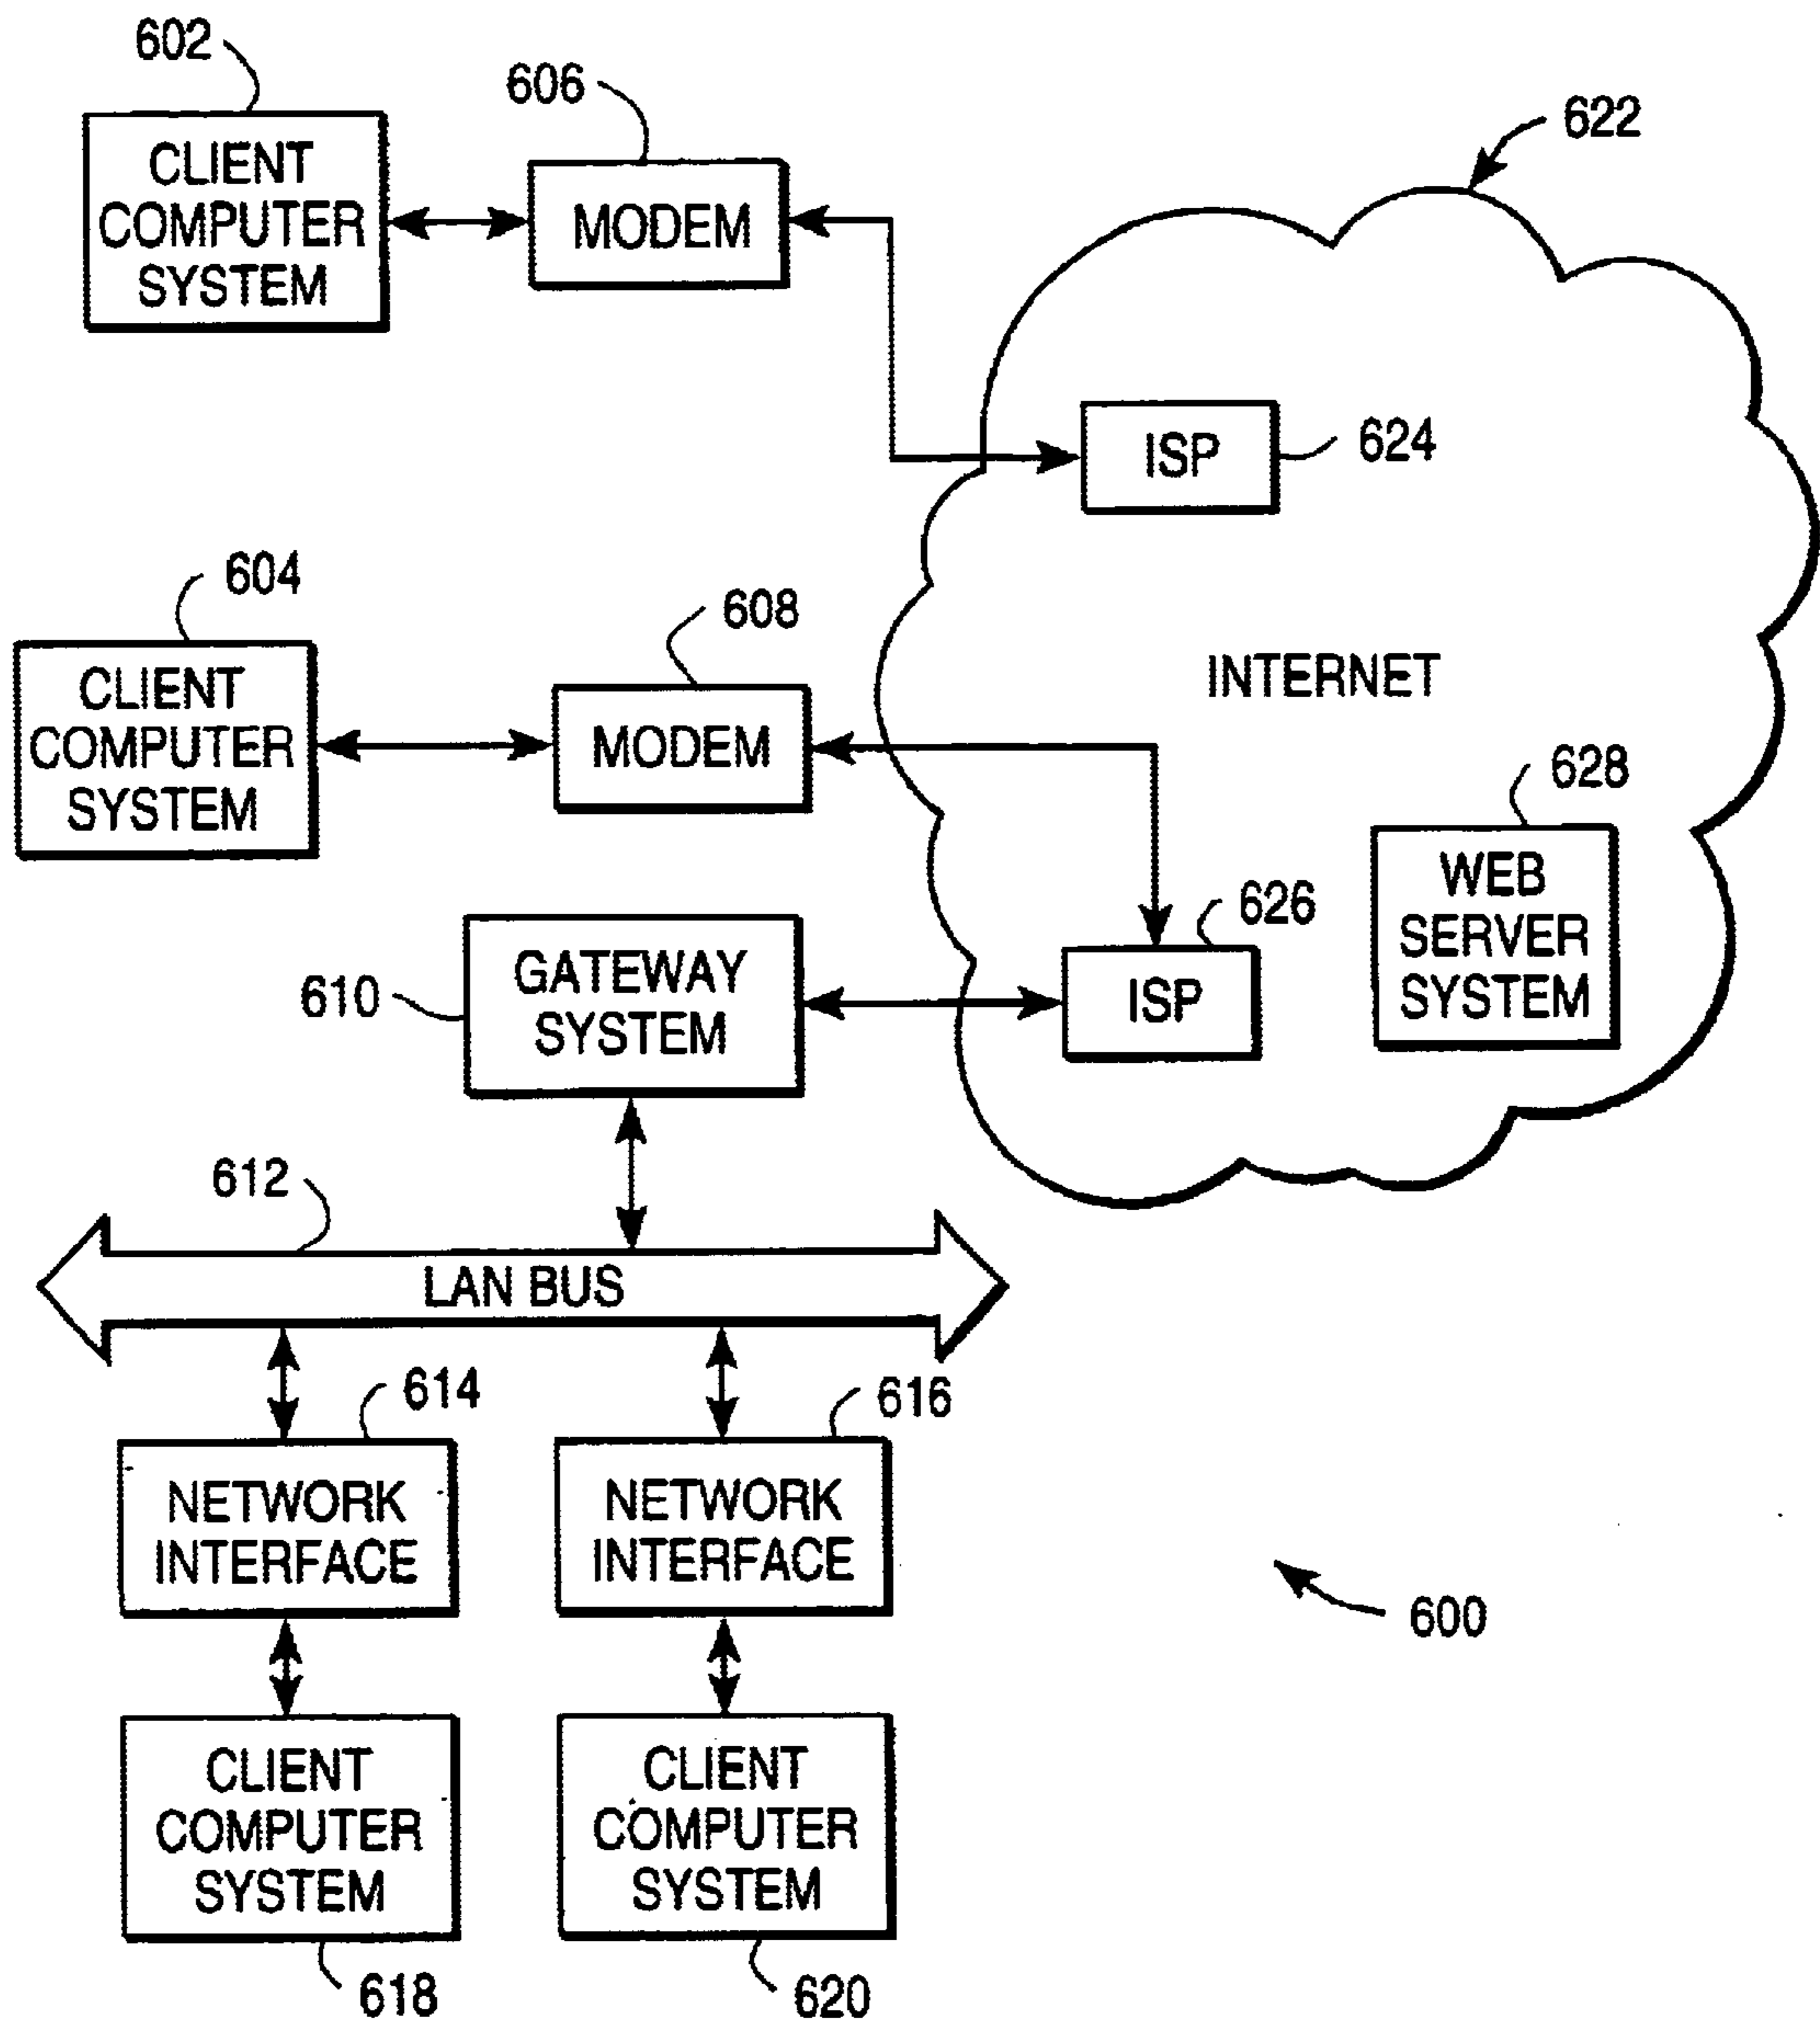 602
606
622
CLIENT
COMPUTER
SYSTEM
MODEM
ISP
624
604
608
CLIENT
COMPUTER
SYSTEM
MODEM
INTERNET
628
WEB
SERVER
SYSTEM
626
ISP
GATEWAY
SYSTEM
610
612
LAN BUS
614
616
NETWORK
INTERFACE
NETWORK
INTERFACE
600
CLIENT
COMPUTER
SYSTEM
CLIENT
COMPUTER
SYSTEM
618
620